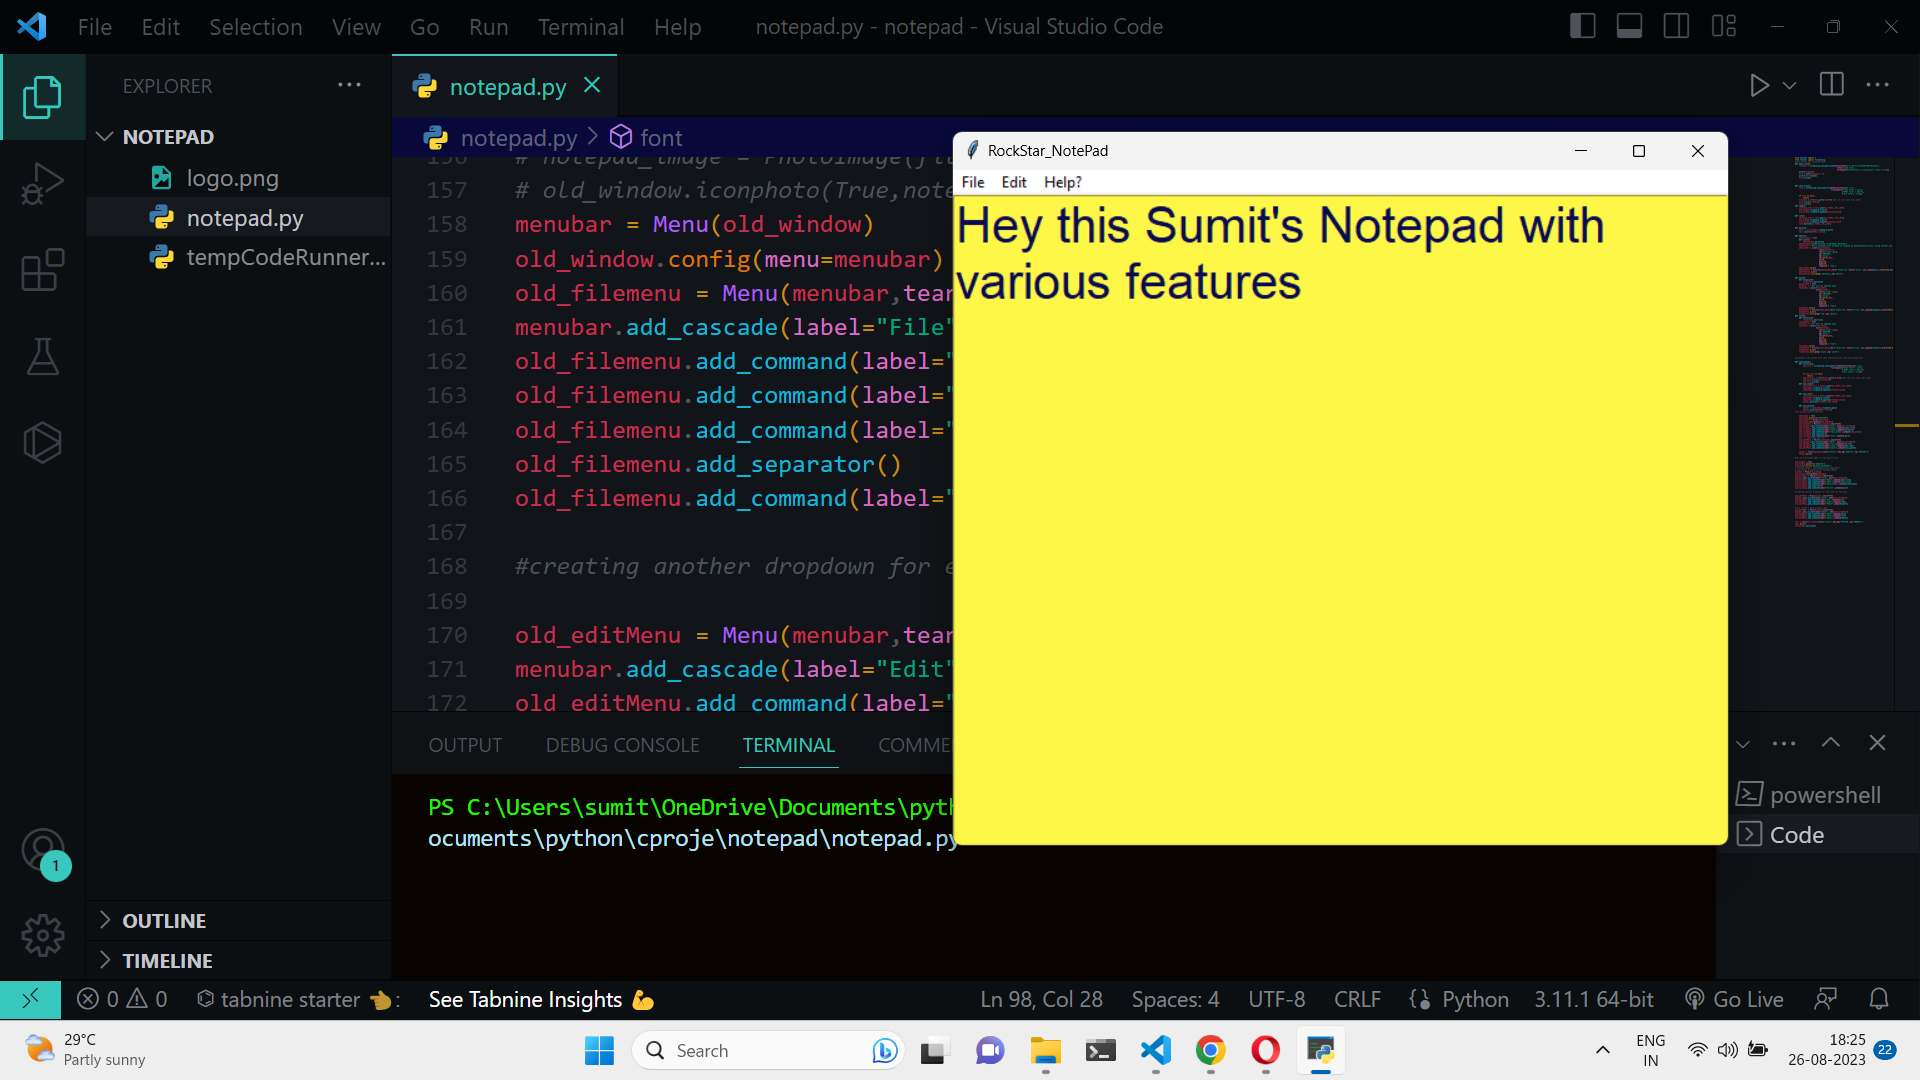 File Edit Selection View Go Run Terminal Help notepad.py - notepad - Visual Studio Code
EXPLORER
NOTEPAD
logo.png
notepad.py
tempCodeRunner...
OUTLINE
TIMELINE
notepad.py
notepad.py > font
157 # old_window.iconphoto(True,note
158 menubar = Menu(old_window)
159 old_window.config(menu=menubar)
160 old_filemenu = Menu(menubar,tear
161 menubar.add_cascade(label="File"
162 old_filemenu.add_command(label="
163 old_filemenu.add_command(label="
164 old_filemenu.add_command(label="
165 old_filemenu.add_separator()
166 old_filemenu.add_command(label="
167
168 #creating another dropdown for e
169
170 old_editMenu = Menu(menubar,tear
171 menubar.add_cascade(label="Edit"
172 old_editMenu.add_command(label="
OUTPUT DEBUG CONSOLE TERMINAL COMME
PS C:\Users\sumit\OneDrive\Documents\pyth
ocuments\python\cproje\notepad\notepad.py
powershell
Code
RockStar_NotePad
File Edit Help?
Hey this Sumit's Notepad with
various features
1
0 0 tabnine starter : See Tabnine Insights Ln 98, Col 28 Spaces: 4 UTF-8 CRLF Python 3.11.1 64-bit Go Live
29°C
Partly sunny
Search
ENG
IN
18:25
26-08-2023
22